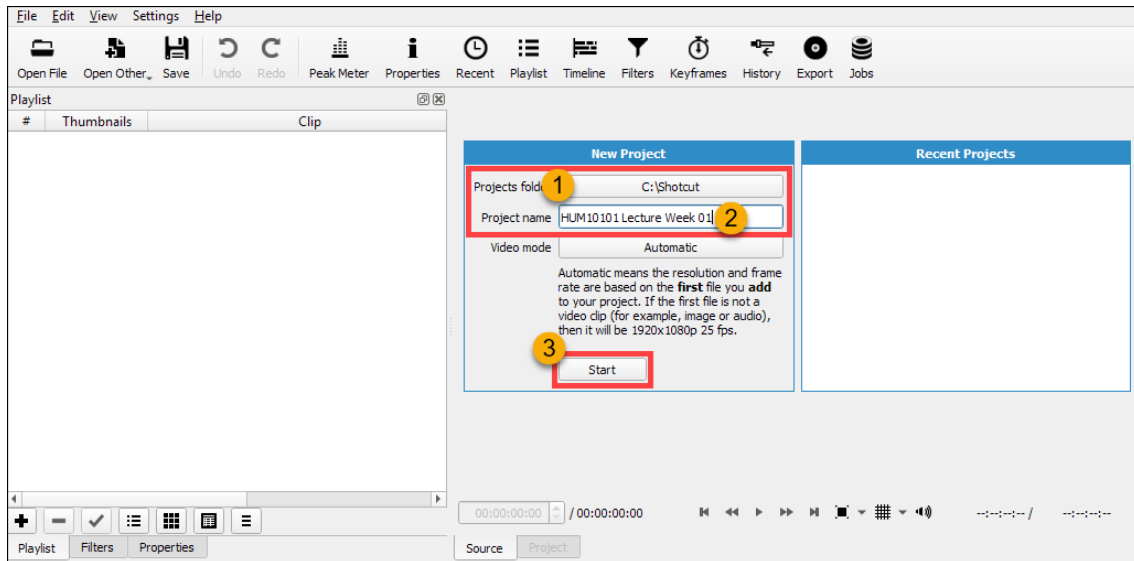 File Edit View Settings Help
Open File Open Other Save Undo Redo Peak Meter Properties Recent Playlist Timeline Filters Keyframes History Export Jobs
Playlist
# Thumbnails Clip
New Project
Projects folde 1 C:\Shotcut
Project name HUM10101 Lecture Week 01 2
Video mode Automatic
Automatic means the resolution and frame
rate are based on the first file you add
to your project. If the first file is not a
video clip (for example, image or audio),
then it will be 1920x1080p 25 fps.
3
Start
Recent Projects
00:00:00:00 / 00:00:00:00
--:--:--:-- / --:--:--:--
Playlist Filters Properties
Source Project